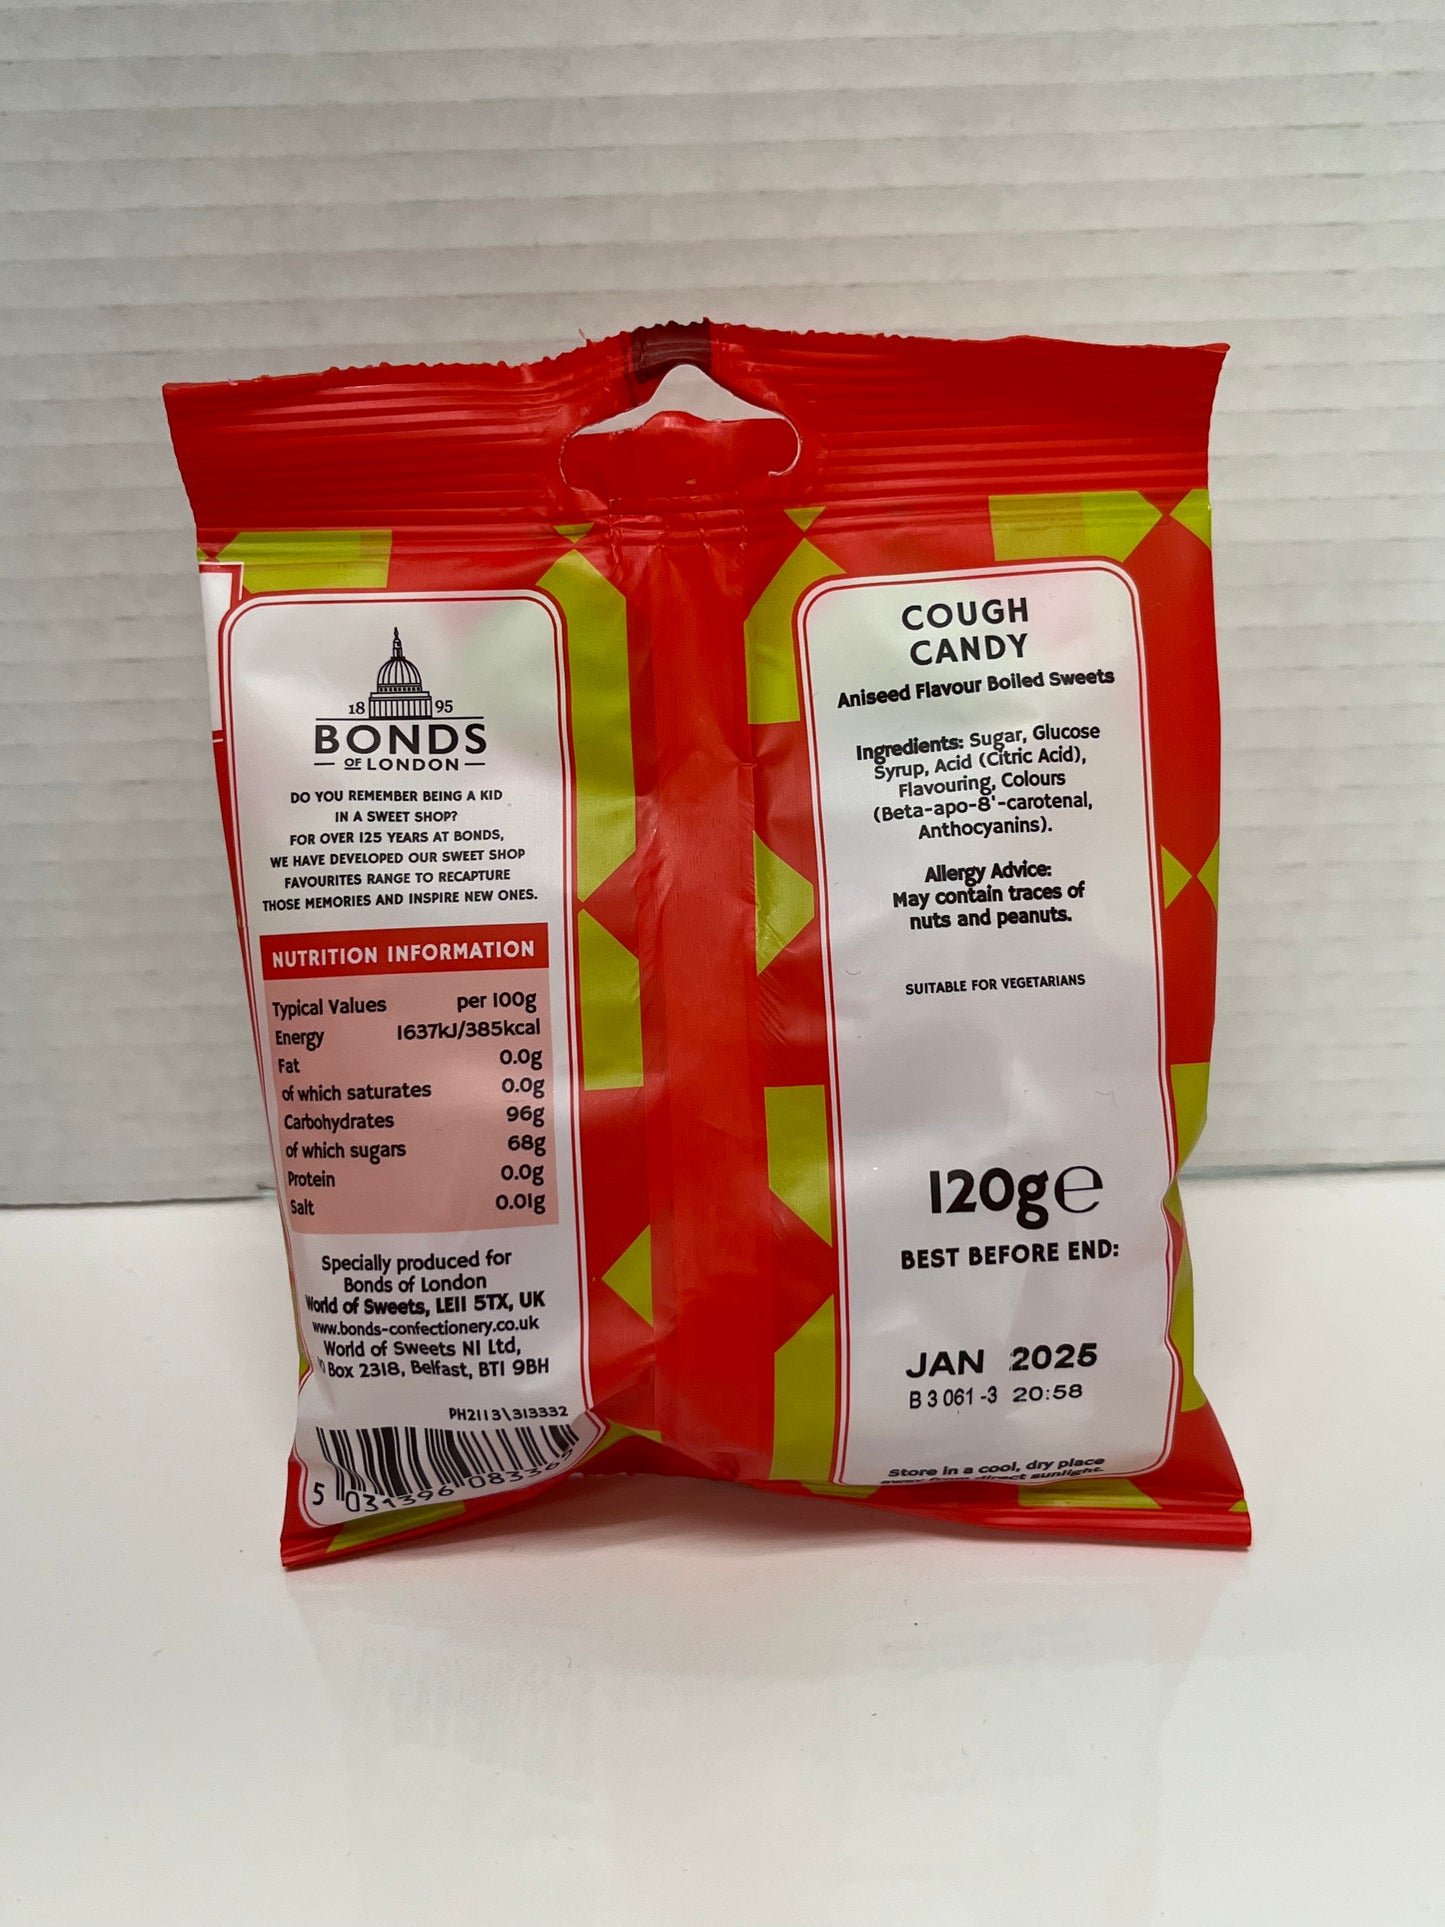 18 95
BONDS
OF LONDON
DO YOU REMEMBER BEING A KID
IN A SWEET SHOP?
FOR OVER 125 YEARS AT BONDS,
WE HAVE DEVELOPED OUR SWEET SHOP
FAVOURITES RANGE TO RECAPTURE
THOSE MEMORIES AND INSPIRE NEW ONES.
NUTRITION INFORMATION
Typical Values per 100g
Energy 1637kJ/385kcal
Fat 0.0g
of which saturates 0.0g
Carbohydrates 96g
of which sugars 68g
Protein 0.0g
Salt 0.01g
Specially produced for
Bonds of London
World of Sweets, LE11 5TX, UK
www.bonds-confectionery.co.uk
World of Sweets NI Ltd,
Box 2318, Belfast, BT1 9BH
PH2113\313332
5 031396 083365
COUGH
CANDY
Aniseed Flavour Boiled Sweets
Ingredients: Sugar, Glucose
Syrup, Acid (Citric Acid),
Flavouring, Colours
(Beta-apo-8'-carotenal,
Anthocyanins).
Allergy Advice:
May contain traces of
nuts and peanuts.
SUITABLE FOR VEGETARIANS
120g℮
BEST BEFORE END:
JAN 2025
B 3 061 -3 20:58
Store in a cool, dry place
away from direct sunlight.